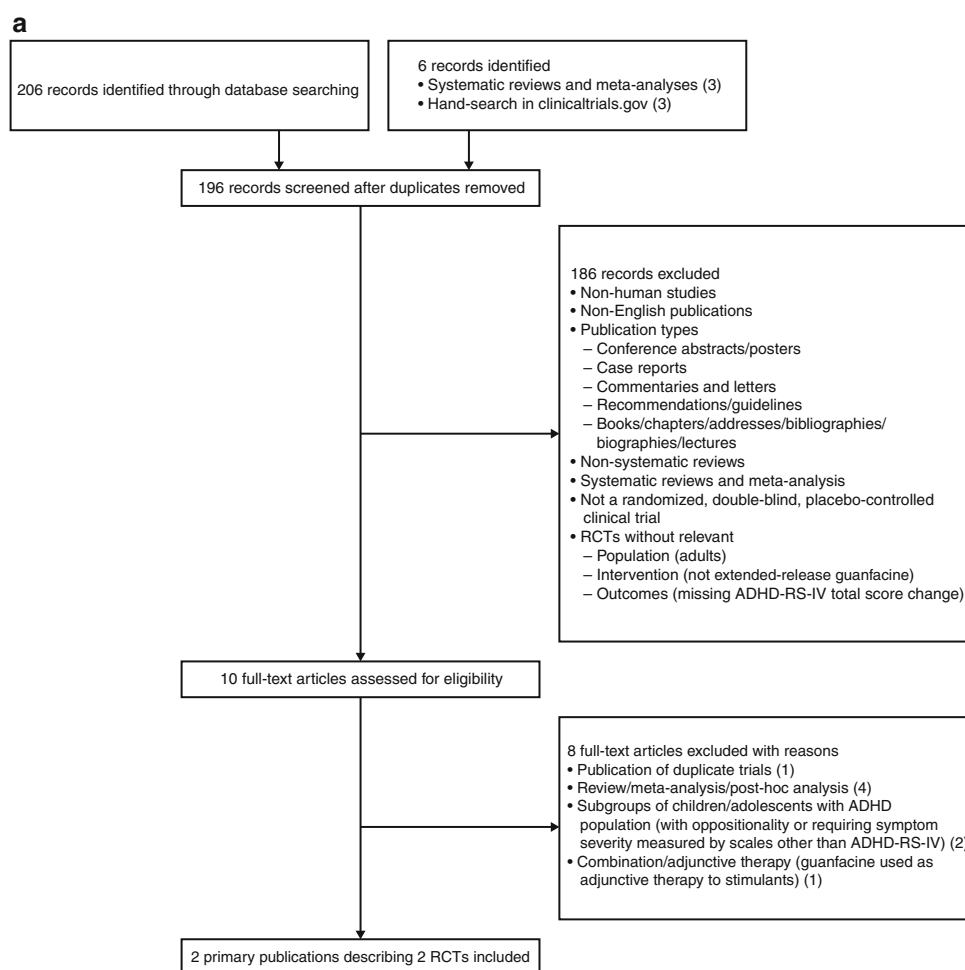 a
206 records identified through database searching
6 records identified
• Systematic reviews and meta-analyses (3)
• Hand-search in clinicaltrials.gov (3)
196 records screened after duplicates removed
186 records excluded
• Non-human studies
• Non-English publications
• Publication types
– Conference abstracts/posters
– Case reports
– Commentaries and letters
– Recommendations/guidelines
– Books/chapters/addresses/bibliographies/
biographies/lectures
• Non-systematic reviews
• Systematic reviews and meta-analysis
• Not a randomized, double-blind, placebo-controlled
clinical trial
• RCTs without relevant
– Population (adults)
– Intervention (not extended-release guanfacine)
– Outcomes (missing ADHD-RS-IV total score change)
10 full-text articles assessed for eligibility
8 full-text articles excluded with reasons
• Publication of duplicate trials (1)
• Review/meta-analysis/post-hoc analysis (4)
• Subgroups of children/adolescents with ADHD
population (with oppositionality or requiring symptom
severity measured by scales other than ADHD-RS-IV) (2)
• Combination/adjunctive therapy (guanfacine used as
adjunctive therapy to stimulants) (1)
2 primary publications describing 2 RCTs included